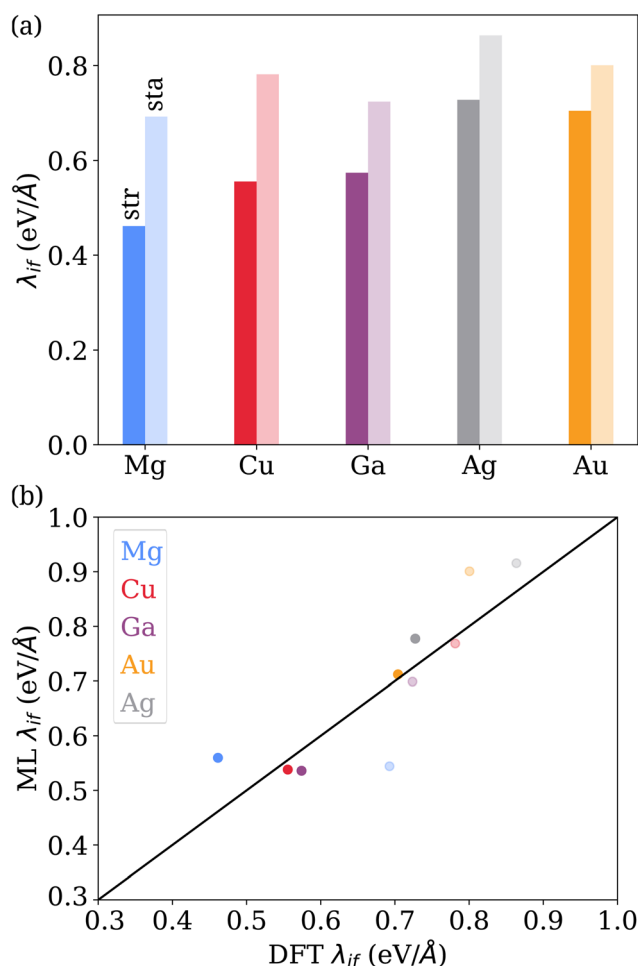 (a)
λif (eV/Å)
0.8
0.6
0.4
0.2
0.0
str
sta
Mg Cu Ga Ag Au
(b)
ML λif (eV/Å)
1.0
0.9
0.8
0.7
0.6
0.5
0.4
0.3
Mg
Cu
Ga
Au
Ag
0.3 0.4 0.5 0.6 0.7 0.8 0.9 1.0
DFT λif (eV/Å)